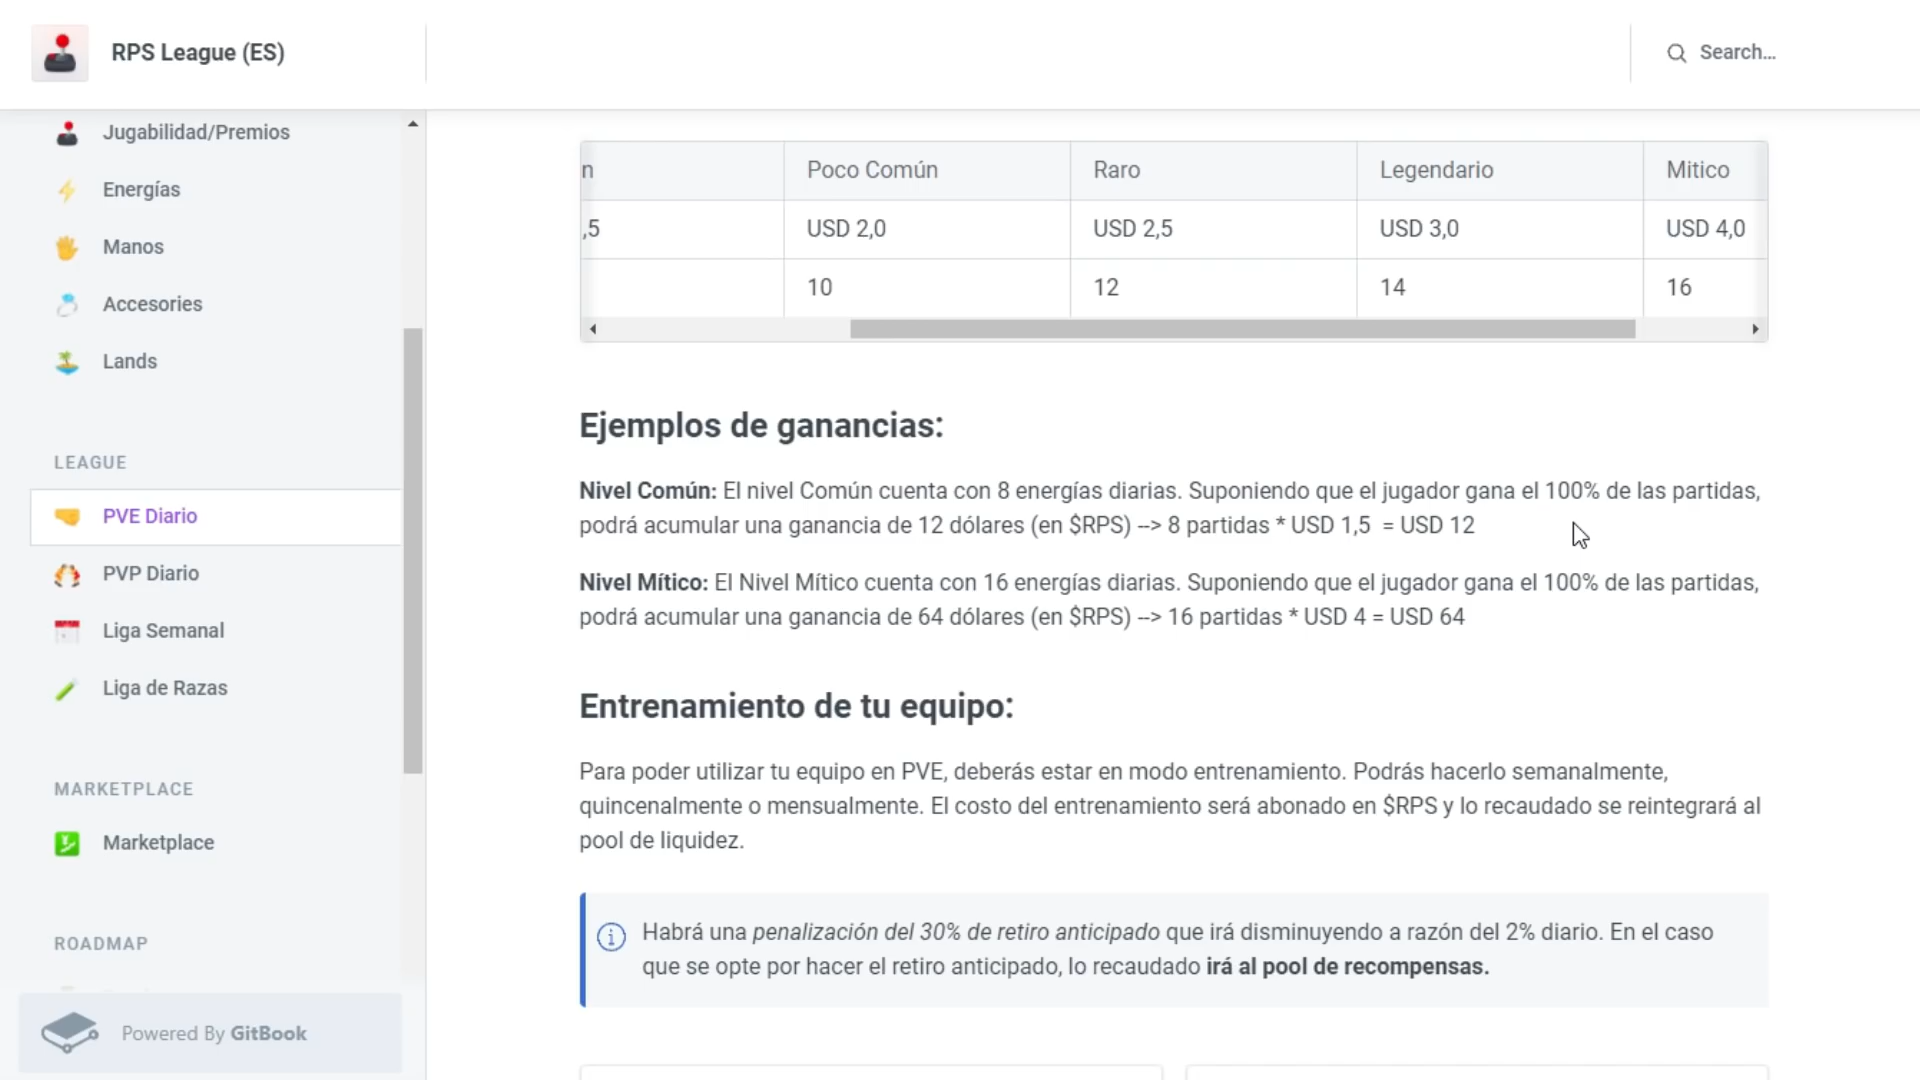 RPS League (ES)
Search...
Jugabilidad/Premios
Energías
Manos
Accesories
Lands
LEAGUE
PVE Diario
PVP Diario
Liga Semanal
Liga de Razas
MARKETPLACE
Marketplace
ROADMAP
Powered By GitBook
n Poco Común Raro Legendario Mitico
,5 USD 2,0 USD 2,5 USD 3,0 USD 4,0
10 12 14 16
Ejemplos de ganancias:
Nivel Común: El nivel Común cuenta con 8 energías diarias. Suponiendo que el jugador gana el 100% de las partidas,
podrá acumular una ganancia de 12 dólares (en $RPS) --> 8 partidas * USD 1,5 = USD 12
Nivel Mítico: El Nivel Mítico cuenta con 16 energías diarias. Suponiendo que el jugador gana el 100% de las partidas,
podrá acumular una ganancia de 64 dólares (en $RPS) --> 16 partidas * USD 4 = USD 64
Entrenamiento de tu equipo:
Para poder utilizar tu equipo en PVE, deberás estar en modo entrenamiento. Podrás hacerlo semanalmente,
quincenalmente o mensualmente. El costo del entrenamiento será abonado en $RPS y lo recaudado se reintegrará al
pool de liquidez.
Habrá una penalización del 30% de retiro anticipado que irá disminuyendo a razón del 2% diario. En el caso
que se opte por hacer el retiro anticipado, lo recaudado irá al pool de recompensas.